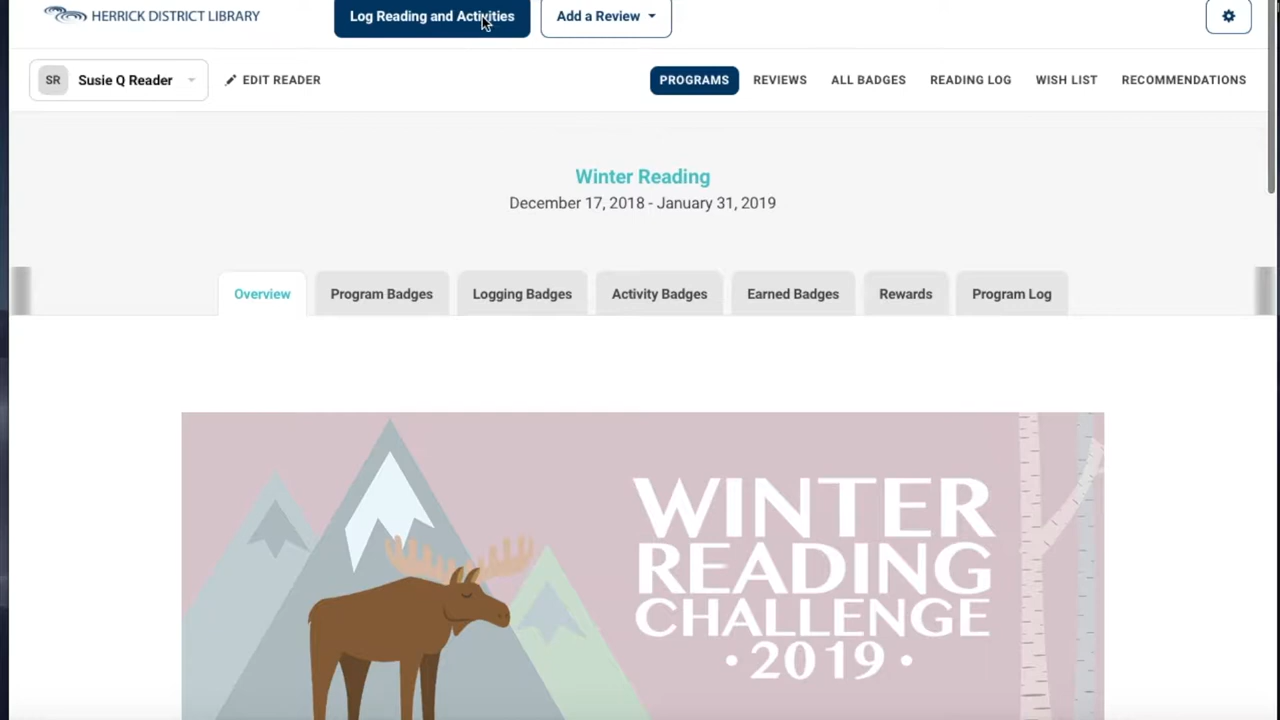 HERRICK DISTRICT LIBRARY
Log Reading and Activities
Add a Review
SR
Susie Q Reader
EDIT READER
PROGRAMS
REVIEWS
ALL BADGES
READING LOG
WISH LIST
RECOMMENDATIONS
Winter Reading
December 17, 2018 - January 31, 2019
Overview
Program Badges
Logging Badges
Activity Badges
Earned Badges
Rewards
Program Log
WINTER
READING
CHALLENGE
• 2019 •